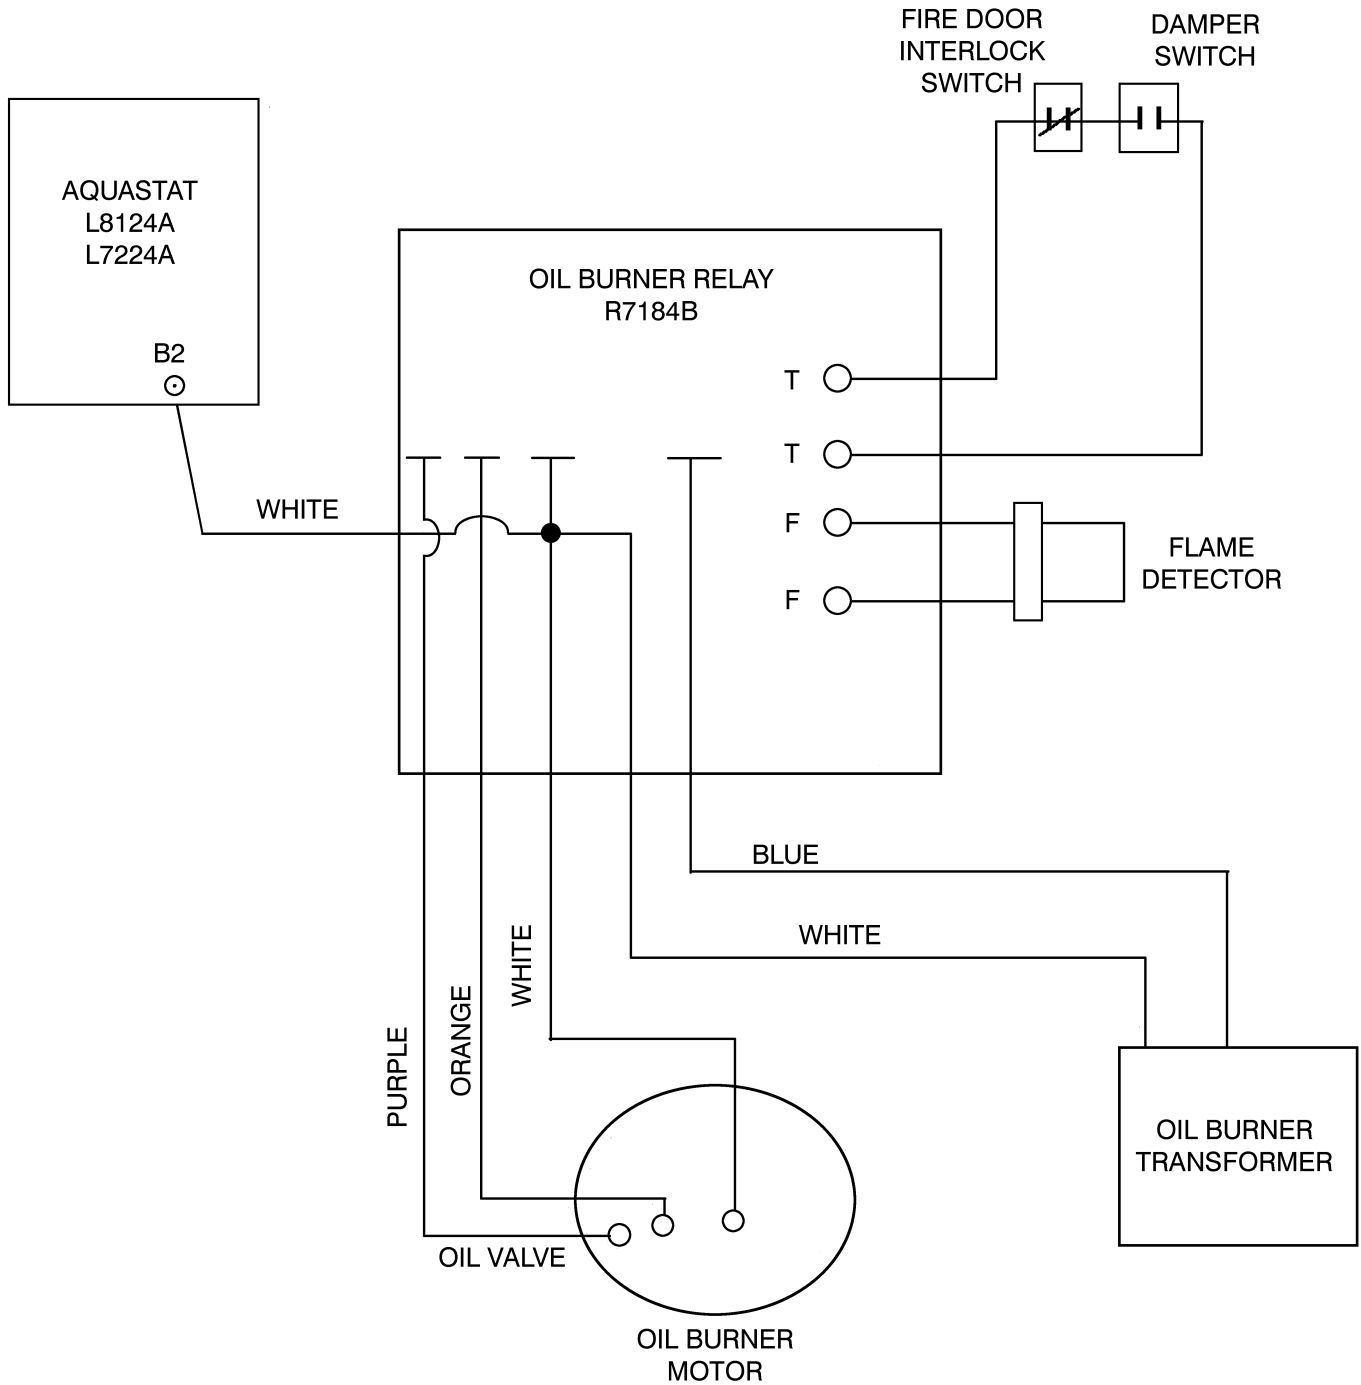 FIRE DOOR
INTERLOCK
SWITCH
DAMPER
SWITCH
AQUASTAT
L8124A
L7224A
B2
OIL BURNER RELAY
R7184B
T
T
F
F
FLAME
DETECTOR
WHITE
BLUE
WHITE
WHITE
ORANGE
PURPLE
OIL VALVE
OIL BURNER
MOTOR
OIL BURNER
TRANSFORMER